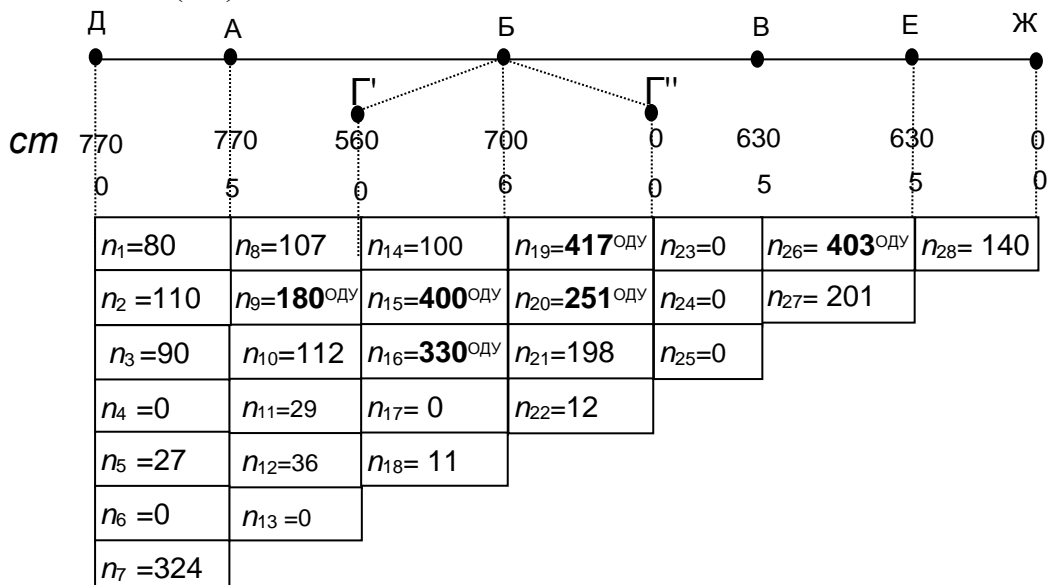 Д А Б В Е Ж
Г' Г''
ст 770 770 560 700 0 630 630 0
0 5 0 6 0 5 5 0
n1=80 n8=107 n14=100 n19=417ОДУ n23=0 n26= 403ОДУ n28= 140
n2 =110 n9=180ОДУ n15=400ОДУ n20=251ОДУ n24=0 n27= 201
n3 =90 n10=112 n16=330ОДУ n21=198 n25=0
n4 =0 n11=29 n17= 0 n22=12
n5 =27 n12=36 n18= 11
n6 =0 n13 =0
n7 =324